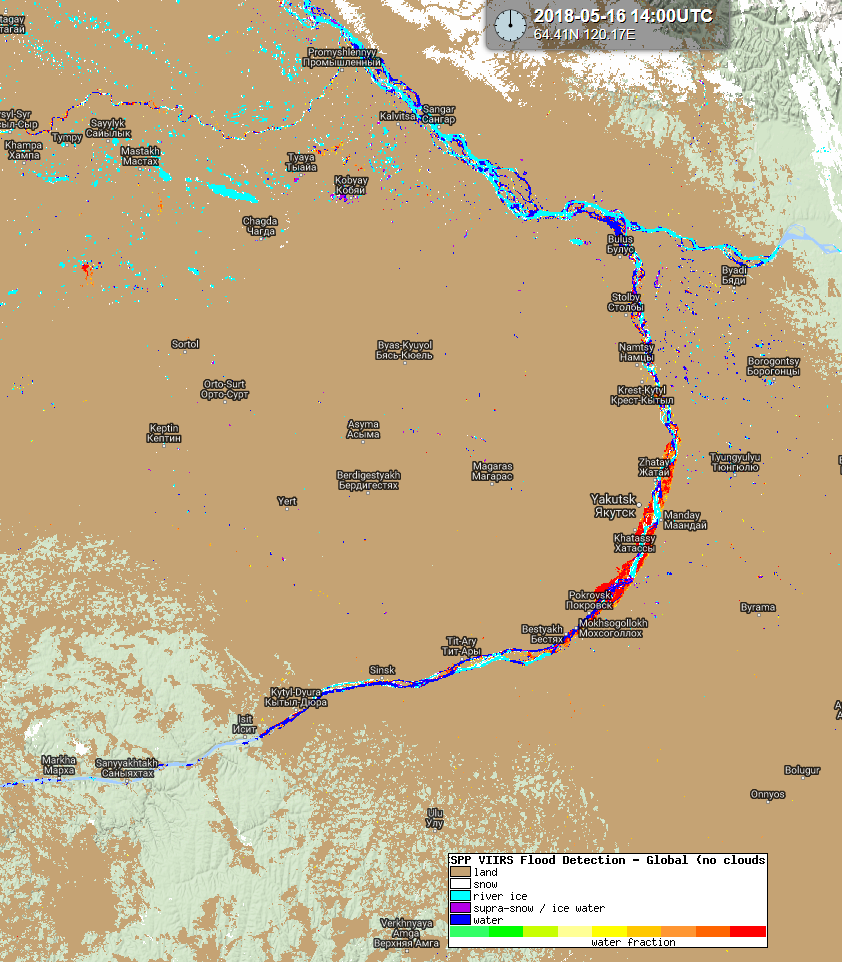 2018-05-16 14:00UTC
64.41N 120.17E
тагай
Promyshlennyy
Промышленный
Sangar
Сангар
Kalvitsa
Sayylyk
Сайылык
Tympy
Khampa
Хампа
Mastakh
Мастах
Tyaya
Тыайа
Kobyay
Кобяй
Chagda
Чагда
Bulus
Булус
Byadi
Бяди
Stolby
Столбы
Sortol
Byas-Kyuyol
Бясь-Кюель
Namtsy
Намцы
Borogontsy
Борогонцы
Orto-Surt
Орто-Сурт
Krest-Kytyl
Крест-Кытыл
Keptin
Кептин
Asyma
Асыма
Magaras
Магарас
Zhatay
Жатай
Tyungyulyu
Тюнгюлю
Berdigestyakh
Бердигестях
Yert
Yakutsk
Якутск
Manday
Маандай
Khatassy
Хатассы
Pokrovsk
Покровск
Byrama
Mokhsogollokh
Мохсоголлох
Bestyakh
Бестях
Tit-Ary
Тит-Ары
Sinsk
Kytyl-Dyura
Кытыл-Дюра
Isit
Исит
Markha
Марха
Sanyyakhtakh
Саныяхтах
Bolugur
Onnyos
Ulu
Улу
Verkhnyaya
Amga
Верхняя Амга
CSPP VIIRS Flood Detection - Global (no clouds
land
snow
river ice
supra-snow / ice water
water
water fraction